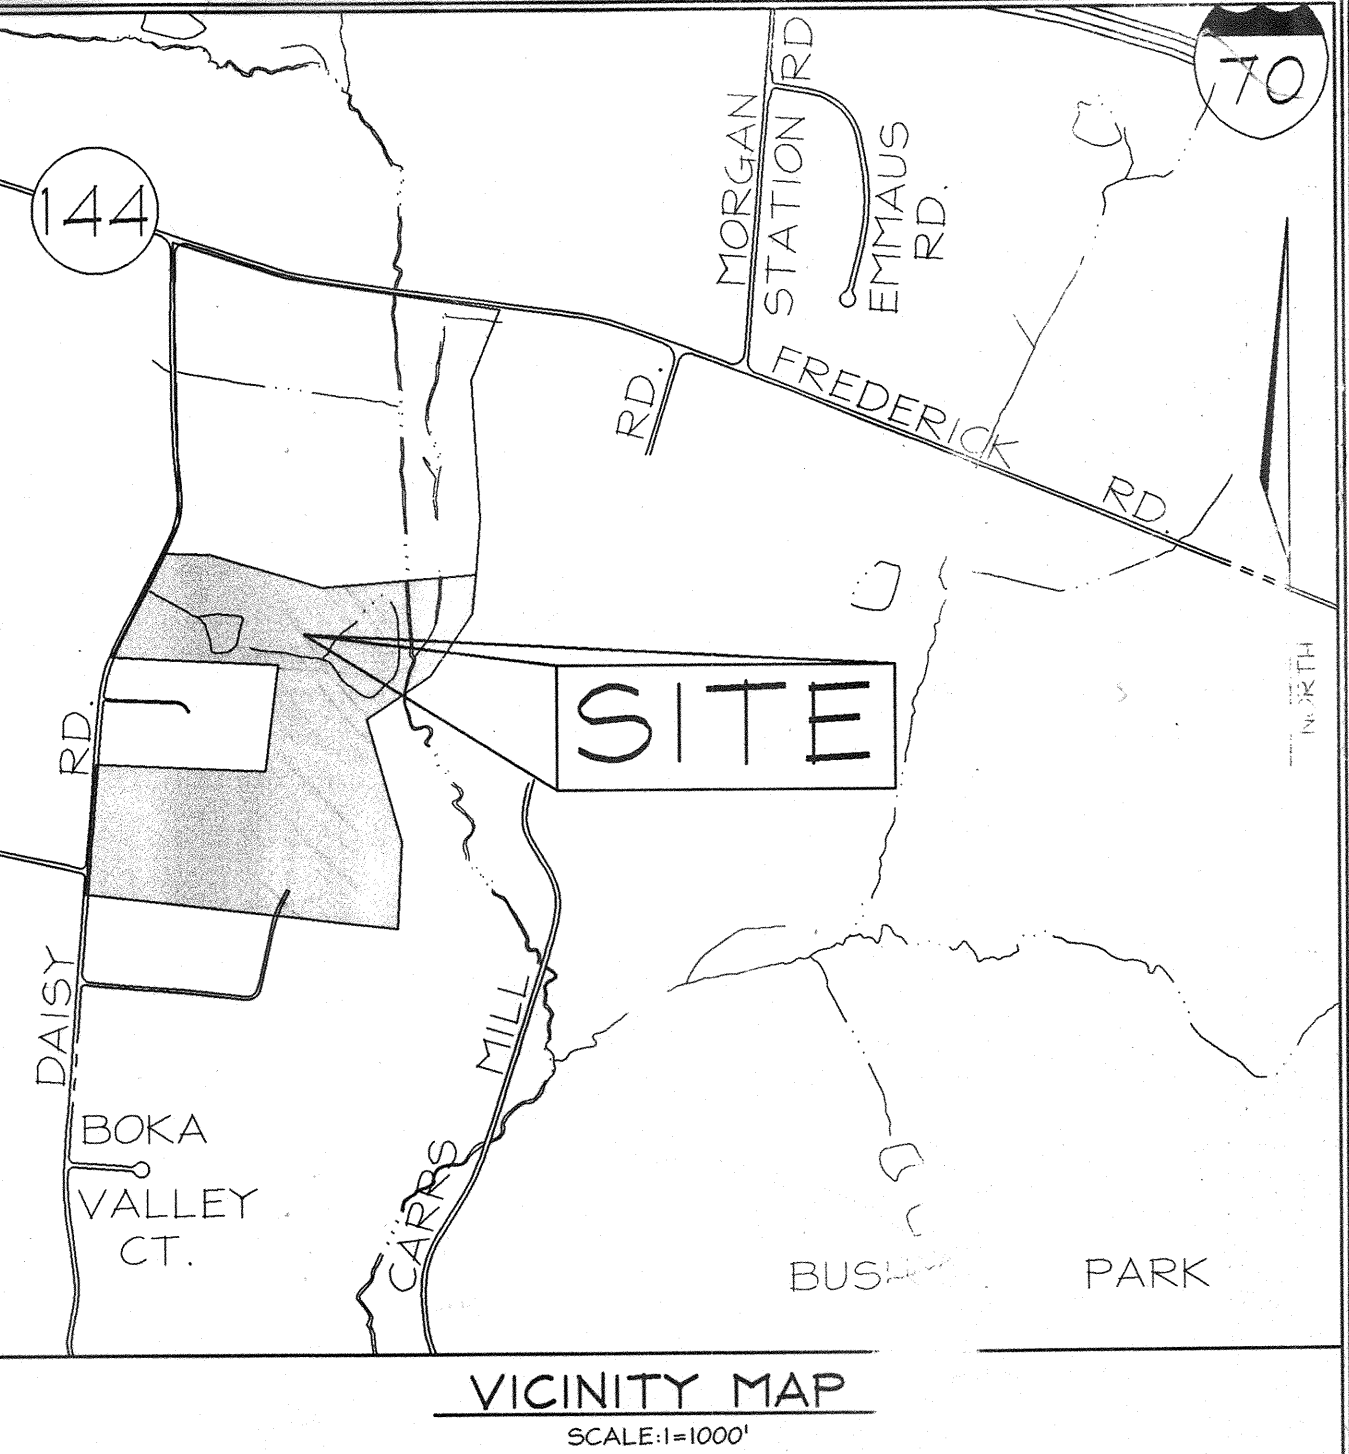 70
144
MORGAN
STATION RD
EMMAUS
RD.
FREDERICK RD.
RD.
NORTH
SITE
DAISY RD.
CARRS MILL
BOKA
VALLEY
CT.
PARK
VICINITY MAP
SCALE:1=1000'